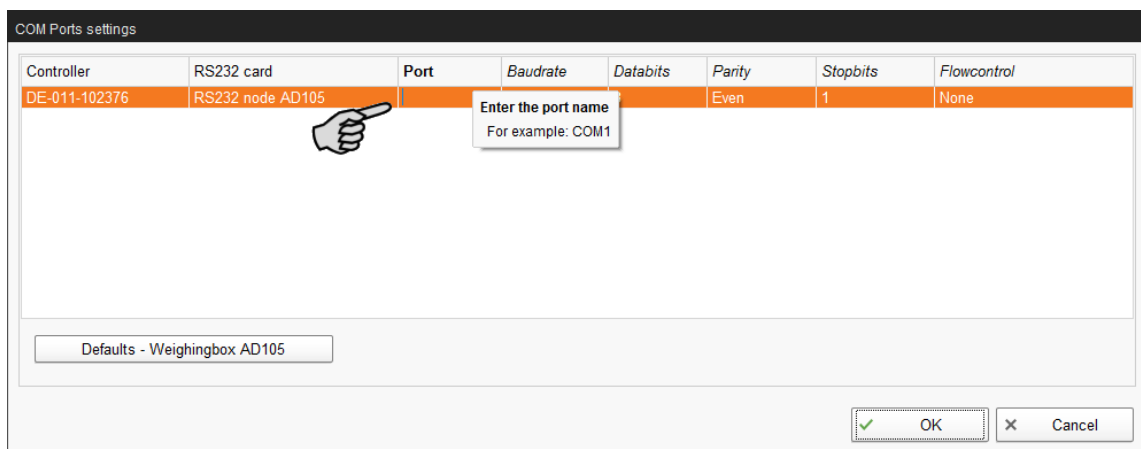 COM Ports settings
Controller RS232 card Port Baudrate Databits Parity Stopbits Flowcontrol
DE-011-102376 RS232 node AD105 Even 1 None
Enter the port name
For example: COM1
Defaults - Weighingbox AD105
OK Cancel